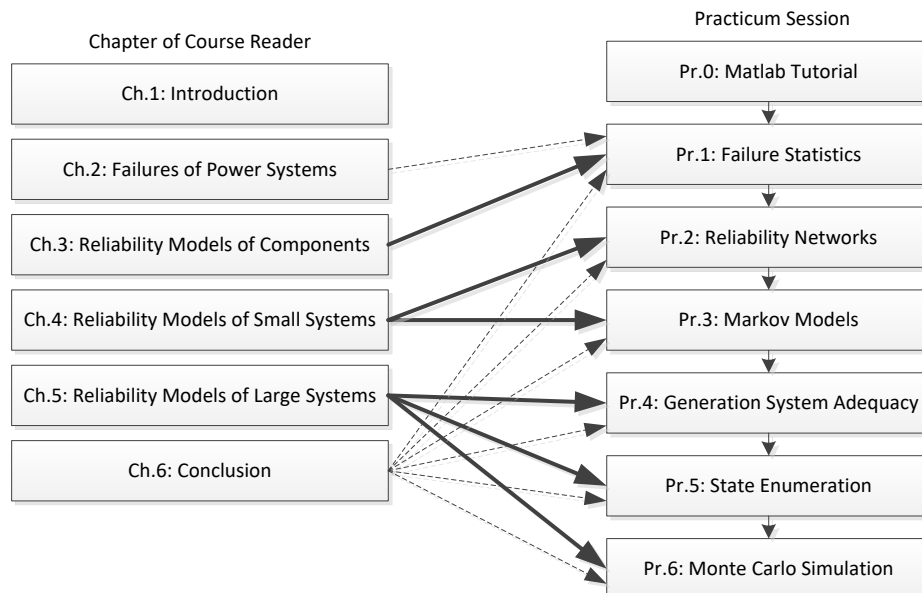 Chapter of Course Reader
Ch.1: Introduction
Ch.2: Failures of Power Systems
Ch.3: Reliability Models of Components
Ch.4: Reliability Models of Small Systems
Ch.5: Reliability Models of Large Systems
Ch.6: Conclusion
Practicum Session
Pr.0: Matlab Tutorial
Pr.1: Failure Statistics
Pr.2: Reliability Networks
Pr.3: Markov Models
Pr.4: Generation System Adequacy
Pr.5: State Enumeration
Pr.6: Monte Carlo Simulation